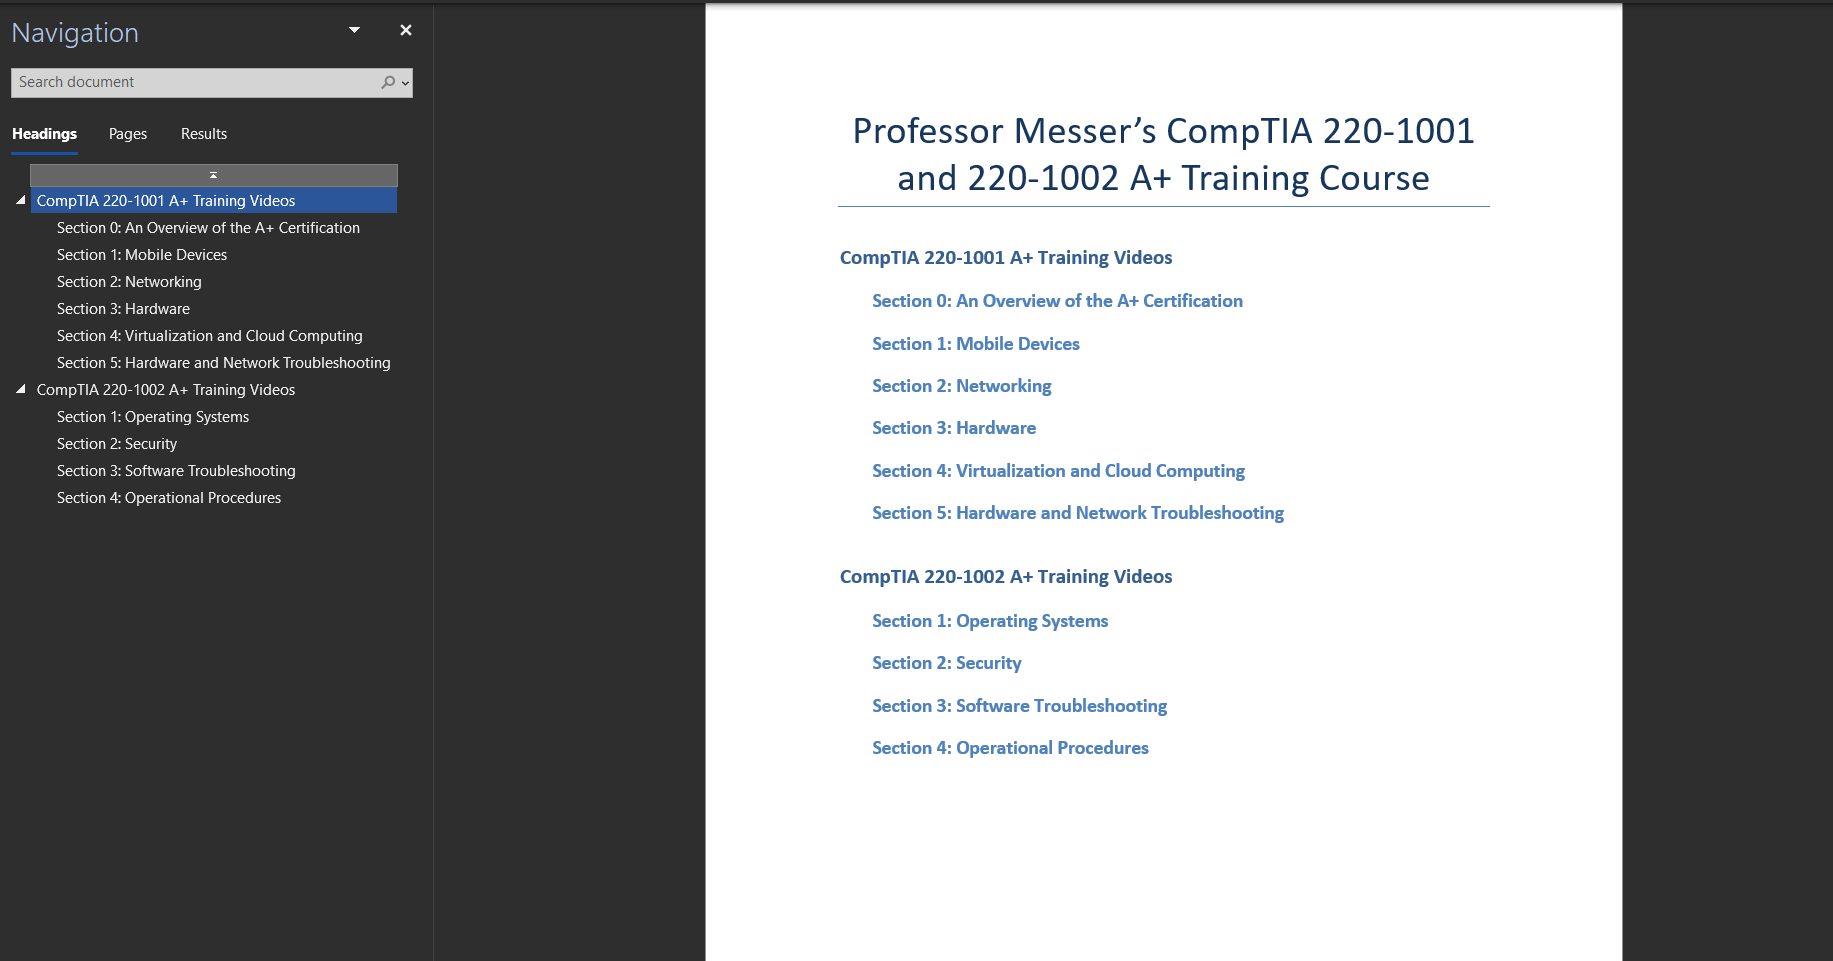 Navigation
Search document
Headings
Pages
Results
CompTIA 220-1001 A+ Training Videos
Section 0: An Overview of the A+ Certification
Section 1: Mobile Devices
Section 2: Networking
Section 3: Hardware
Section 4: Virtualization and Cloud Computing
Section 5: Hardware and Network Troubleshooting
CompTIA 220-1002 A+ Training Videos
Section 1: Operating Systems
Section 2: Security
Section 3: Software Troubleshooting
Section 4: Operational Procedures
Professor Messer’s CompTIA 220-1001
and 220-1002 A+ Training Course
CompTIA 220-1001 A+ Training Videos
Section 0: An Overview of the A+ Certification
Section 1: Mobile Devices
Section 2: Networking
Section 3: Hardware
Section 4: Virtualization and Cloud Computing
Section 5: Hardware and Network Troubleshooting
CompTIA 220-1002 A+ Training Videos
Section 1: Operating Systems
Section 2: Security
Section 3: Software Troubleshooting
Section 4: Operational Procedures